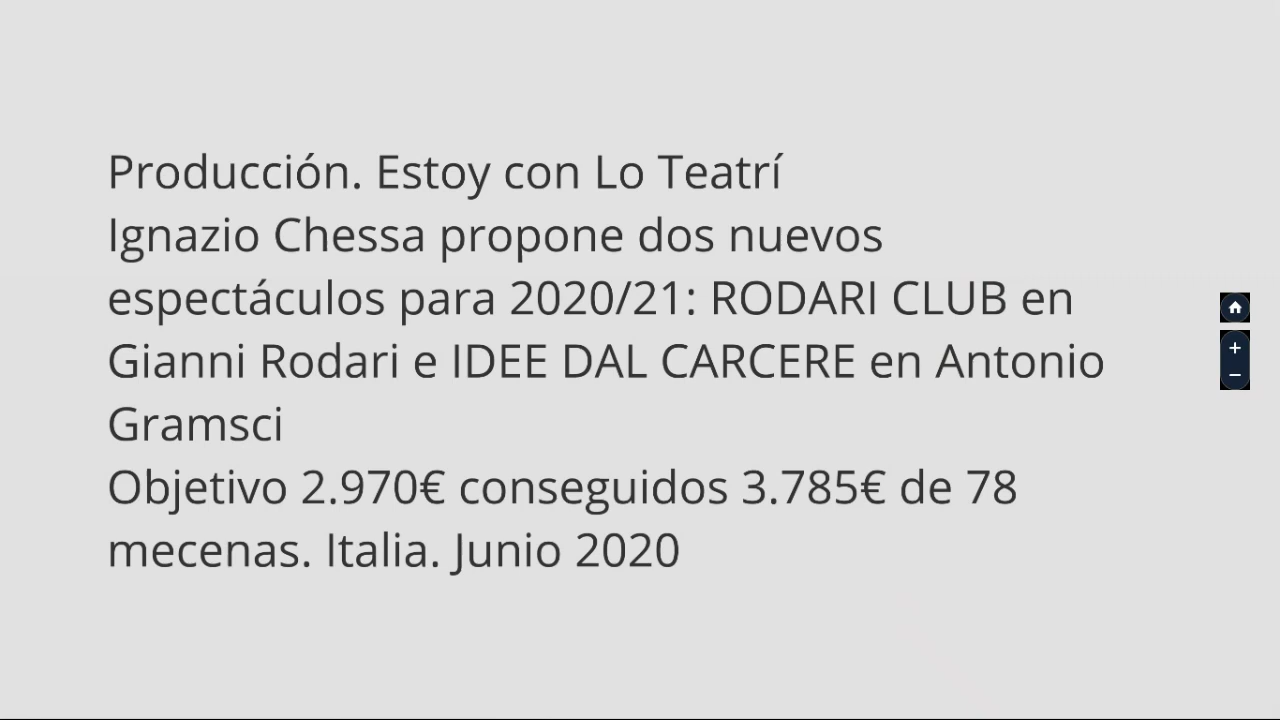 Producción. Estoy con Lo Teatrí
Ignazio Chessa propone dos nuevos
espectáculos para 2020/21: RODARI CLUB en
Gianni Rodari e IDEE DAL CARCERE en Antonio
Gramsci
Objetivo 2.970€ conseguidos 3.785€ de 78
mecenas. Italia. Junio 2020